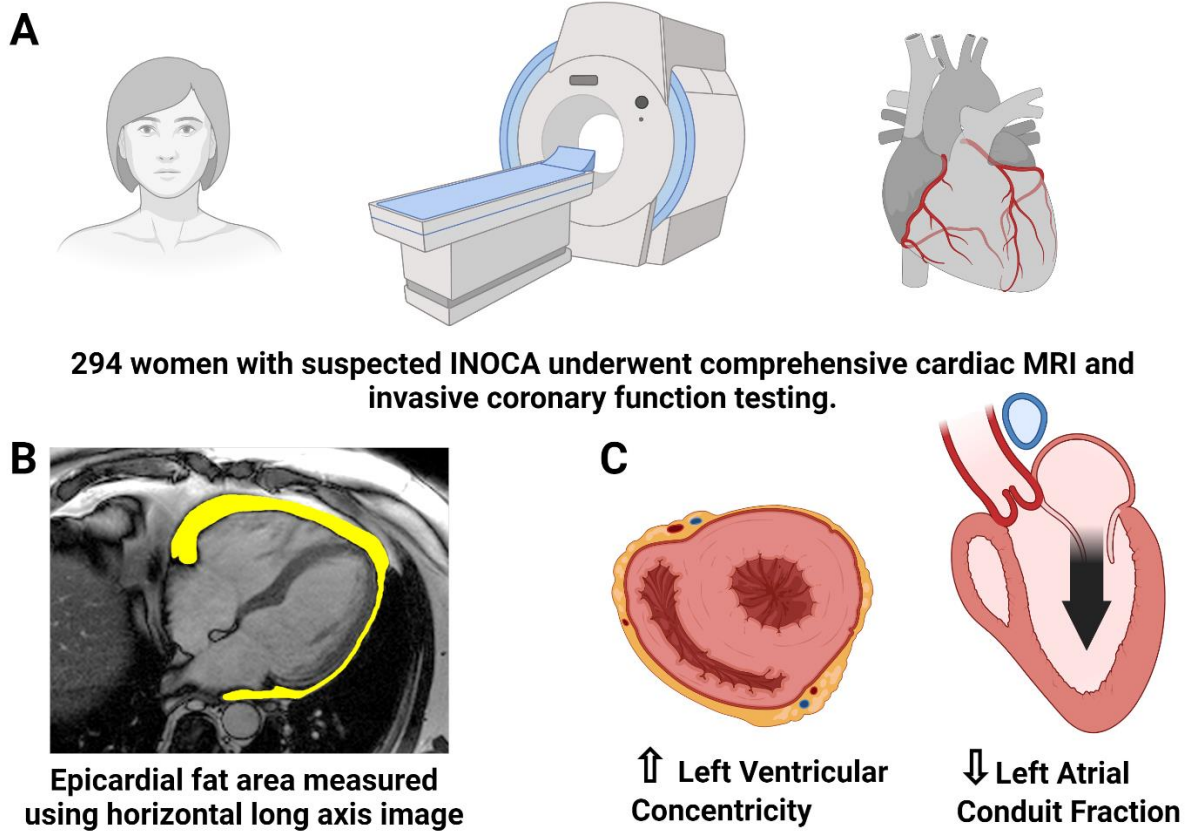 A
294 women with suspected INOCA underwent comprehensive cardiac MRI and
invasive coronary function testing.
B
Epicardial fat area measured
using horizontal long axis image
C
⇧ Left Ventricular
Concentricity
⇩ Left Atrial
Conduit Fraction